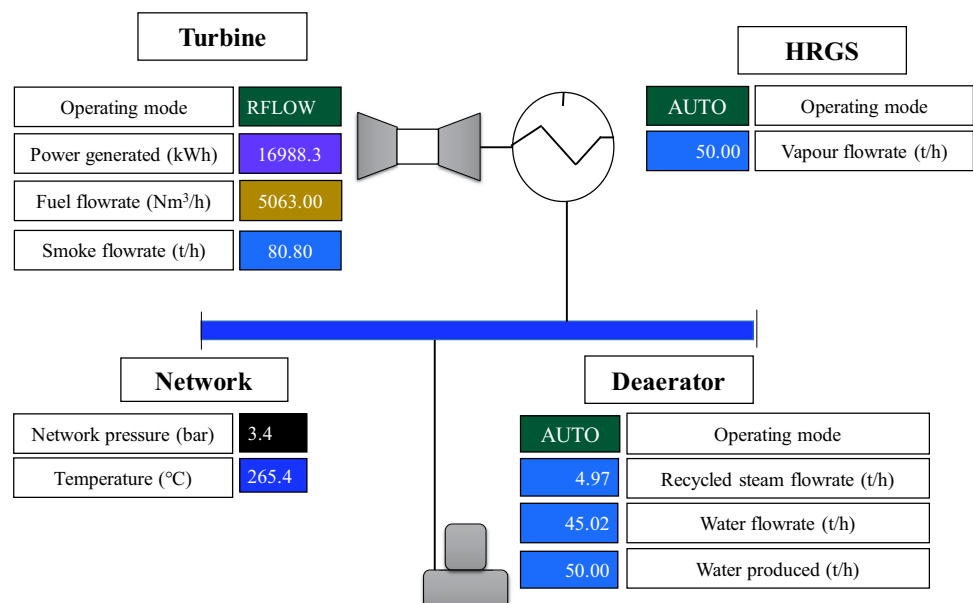 Turbine
Operating mode RFLOW
Power generated (kWh) 16988.3
Fuel flowrate (Nm³/h) 5063.00
Smoke flowrate (t/h) 80.80
HRGS
AUTO Operating mode
50.00 Vapour flowrate (t/h)
Network
Network pressure (bar) 3.4
Temperature (℃) 265.4
Deaerator
AUTO Operating mode
4.97 Recycled steam flowrate (t/h)
45.02 Water flowrate (t/h)
50.00 Water produced (t/h)